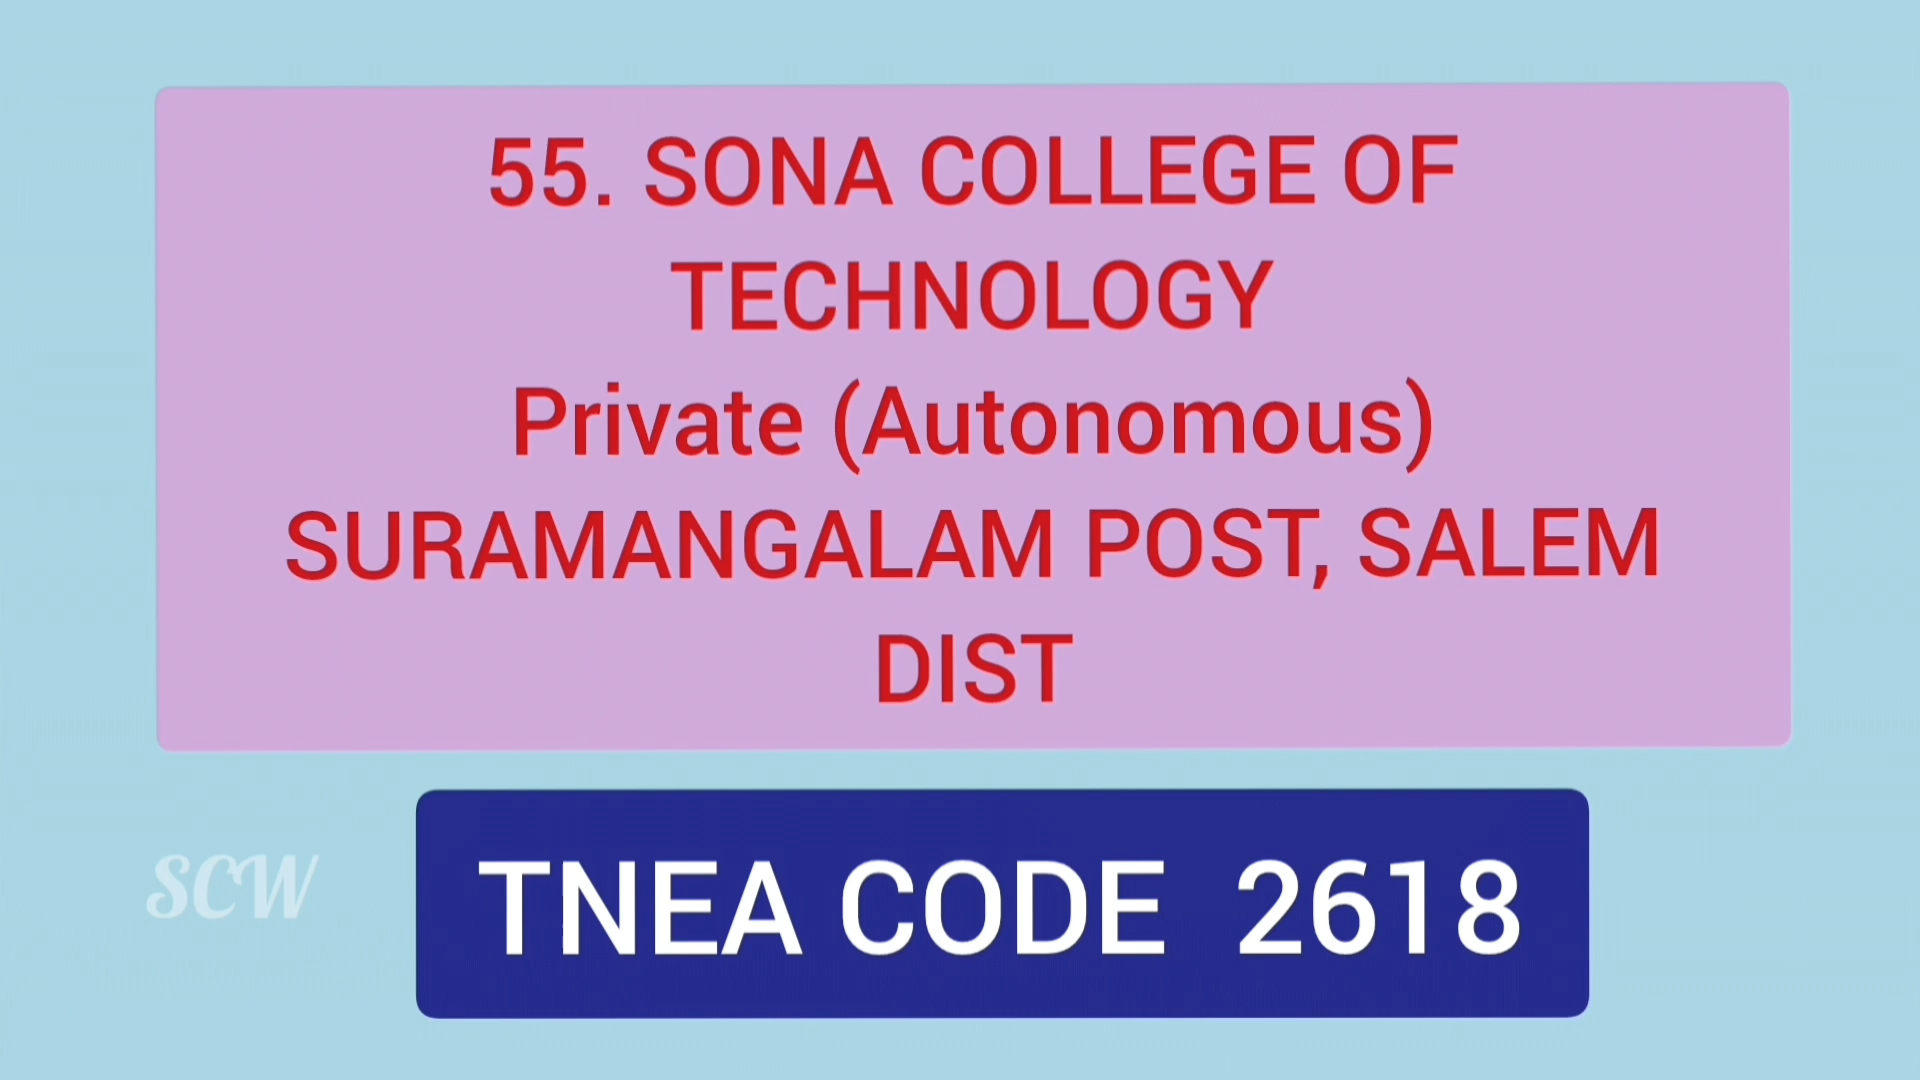 55. SONA COLLEGE OF
TECHNOLOGY
Private (Autonomous)
SURAMANGALAM POST, SALEM
DIST
SCW
TNEA CODE 2618